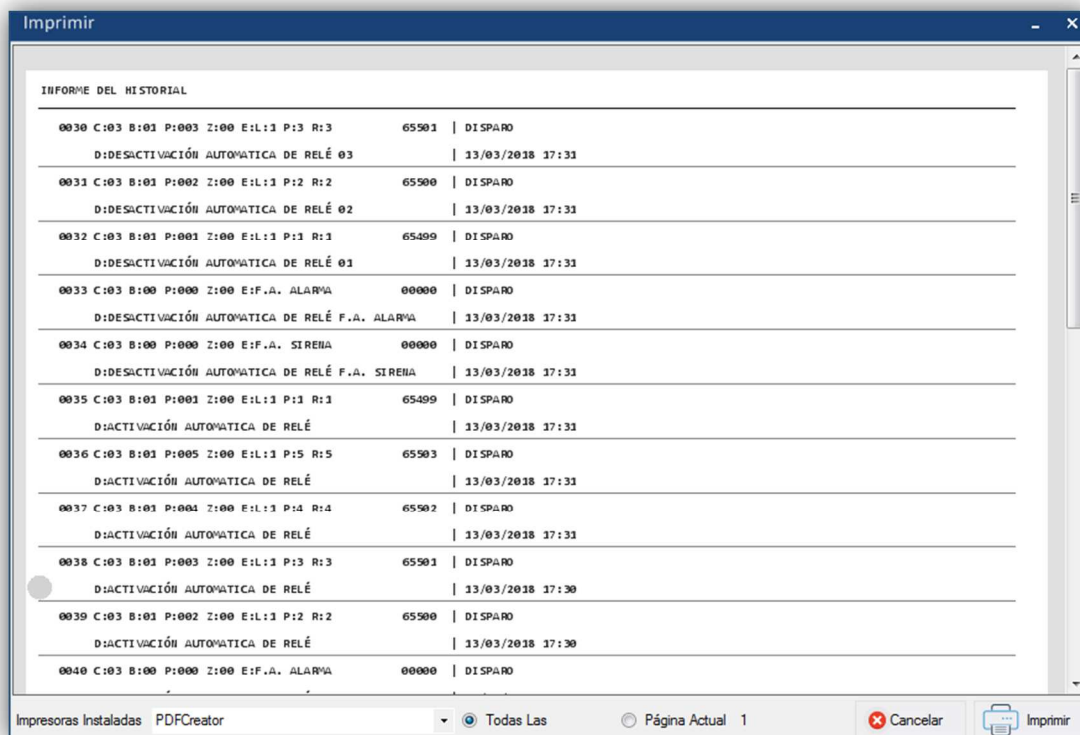 Imprimir
INFORME DEL HISTORIAL
0030 C:03 B:01 P:003 Z:00 E:L:1 P:3 R:3 65501 | DISPARO
D:DESACTIVACIÓN AUTOMATICA DE RELÉ 03 | 13/03/2018 17:31
0031 C:03 B:01 P:002 Z:00 E:L:1 P:2 R:2 65500 | DISPARO
D:DESACTIVACIÓN AUTOMATICA DE RELÉ 02 | 13/03/2018 17:31
0032 C:03 B:01 P:001 Z:00 E:L:1 P:1 R:1 65499 | DISPARO
D:DESACTIVACIÓN AUTOMATICA DE RELÉ 01 | 13/03/2018 17:31
0033 C:03 B:00 P:000 Z:00 E:F.A. ALARMA 00000 | DISPARO
D:DESACTIVACIÓN AUTOMATICA DE RELÉ F.A. ALARMA | 13/03/2018 17:31
0034 C:03 B:00 P:000 Z:00 E:F.A. SIRENA 00000 | DISPARO
D:DESACTIVACIÓN AUTOMATICA DE RELÉ F.A. SIRENA | 13/03/2018 17:31
0035 C:03 B:01 P:001 Z:00 E:L:1 P:1 R:1 65499 | DISPARO
D:ACTIVACIÓN AUTOMATICA DE RELÉ | 13/03/2018 17:31
0036 C:03 B:01 P:005 Z:00 E:L:1 P:5 R:5 65503 | DISPARO
D:ACTIVACIÓN AUTOMATICA DE RELÉ | 13/03/2018 17:31
0037 C:03 B:01 P:004 Z:00 E:L:1 P:4 R:4 65502 | DISPARO
D:ACTIVACIÓN AUTOMATICA DE RELÉ | 13/03/2018 17:31
0038 C:03 B:01 P:003 Z:00 E:L:1 P:3 R:3 65501 | DISPARO
D:ACTIVACIÓN AUTOMATICA DE RELÉ | 13/03/2018 17:30
0039 C:03 B:01 P:002 Z:00 E:L:1 P:2 R:2 65500 | DISPARO
D:ACTIVACIÓN AUTOMATICA DE RELÉ | 13/03/2018 17:30
0040 C:03 B:00 P:000 Z:00 E:F.A. ALARMA 00000 | DISPARO
Impresoras Instaladas PDFCreator Todas Las Página Actual 1 Cancelar Imprimir